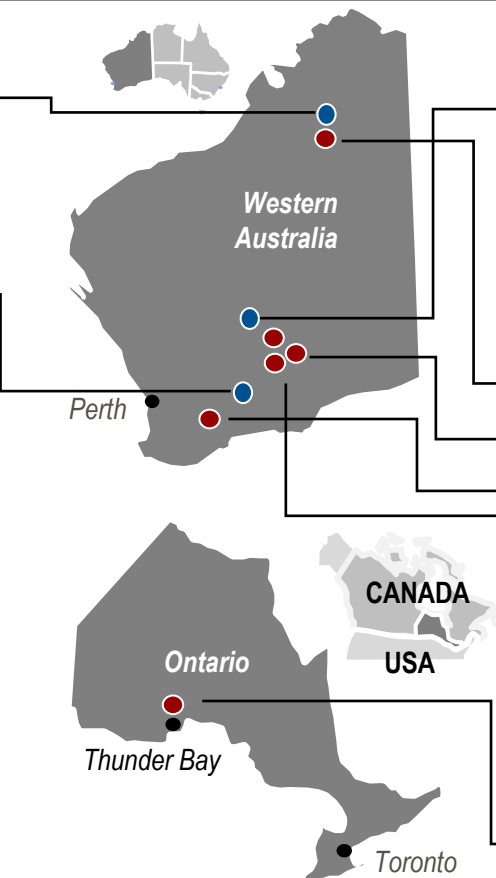 Western
Australia
Perth
CANADA
USA
Ontario
Thunder Bay
Toronto